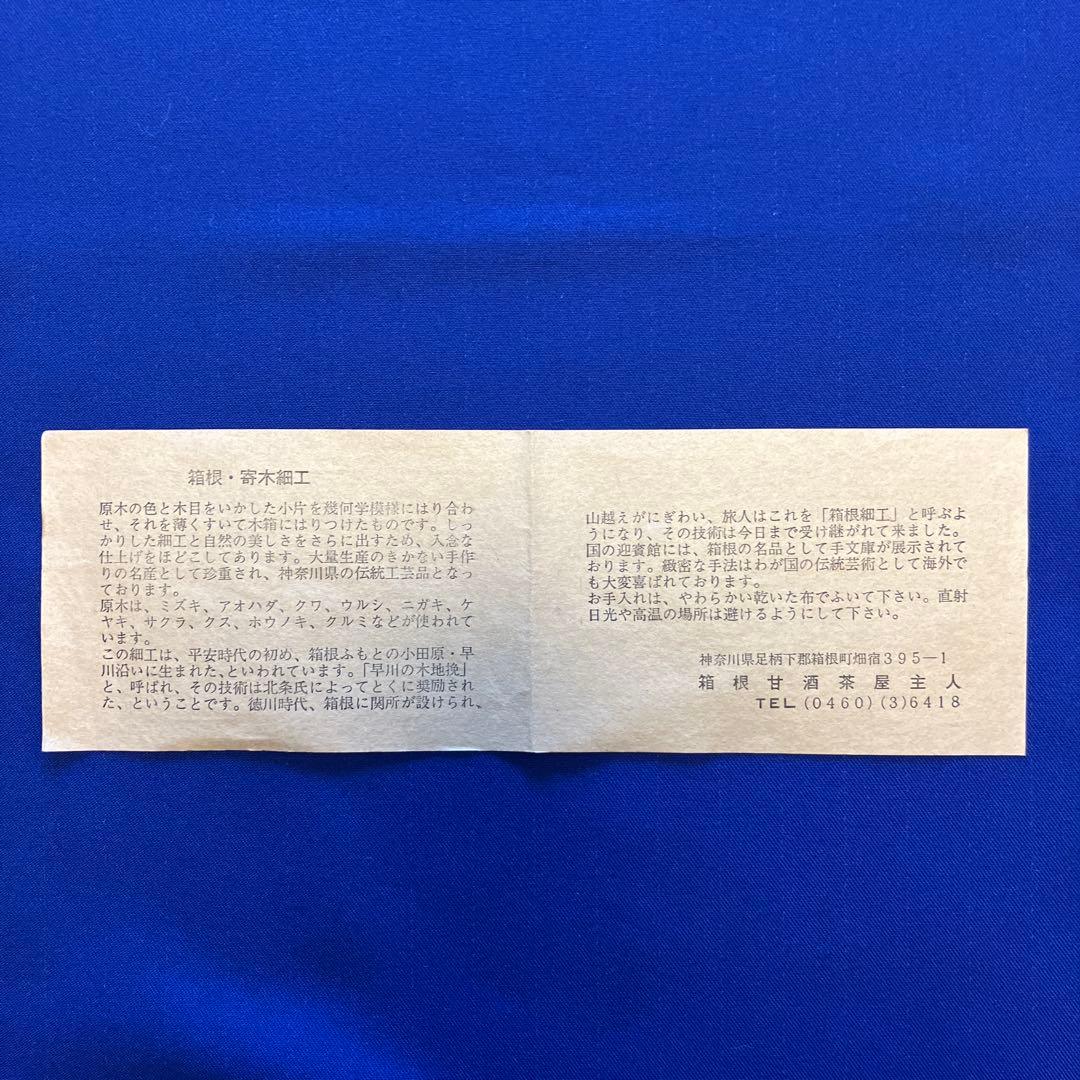 箱根・寄木細工
原木の色と木目をいかした小片を幾何学模様にはり合わ
せ、それを薄くすいて木箱にはりつけたものです。しっ
かりした細工と自然の美しさをさらに出すため、入念な
仕上げをほどこしてあります。大量生産のきかない手作
りの名産として珍重され、神奈川県の伝統工芸品となっ
ております。
原木は、ミズキ、アオハダ、クワ、ウルシ、ニガキ、ケ
ヤキ、サクラ、クス、ホウノキ、クルミなどが使われて
います。
この細工は、平安時代の初め、箱根ふもとの小田原・早
川沿いに生まれた、といわれています。「早川の木地挽」
と、呼ばれ、その技術は北条氏によってとくに奨励され
た、ということです。徳川時代、箱根に関所が設けられ、
山越えがにぎわい、旅人はこれを「箱根細工」と呼ぶよ
うになり、その技術は今日まで受け継がれて来ました。
国の迎賓館には、箱根の名品として手文庫が展示されて
おります。緻密な手法はわが国の伝統芸術として海外で
も大変喜ばれております。
お手入れは、やわらかい乾いた布でふいて下さい。直射
日光や高温の場所は避けるようにして下さい。
神奈川県足柄下郡箱根町畑宿395―1
箱根甘酒茶屋主人
TEL(0460)(3)6418